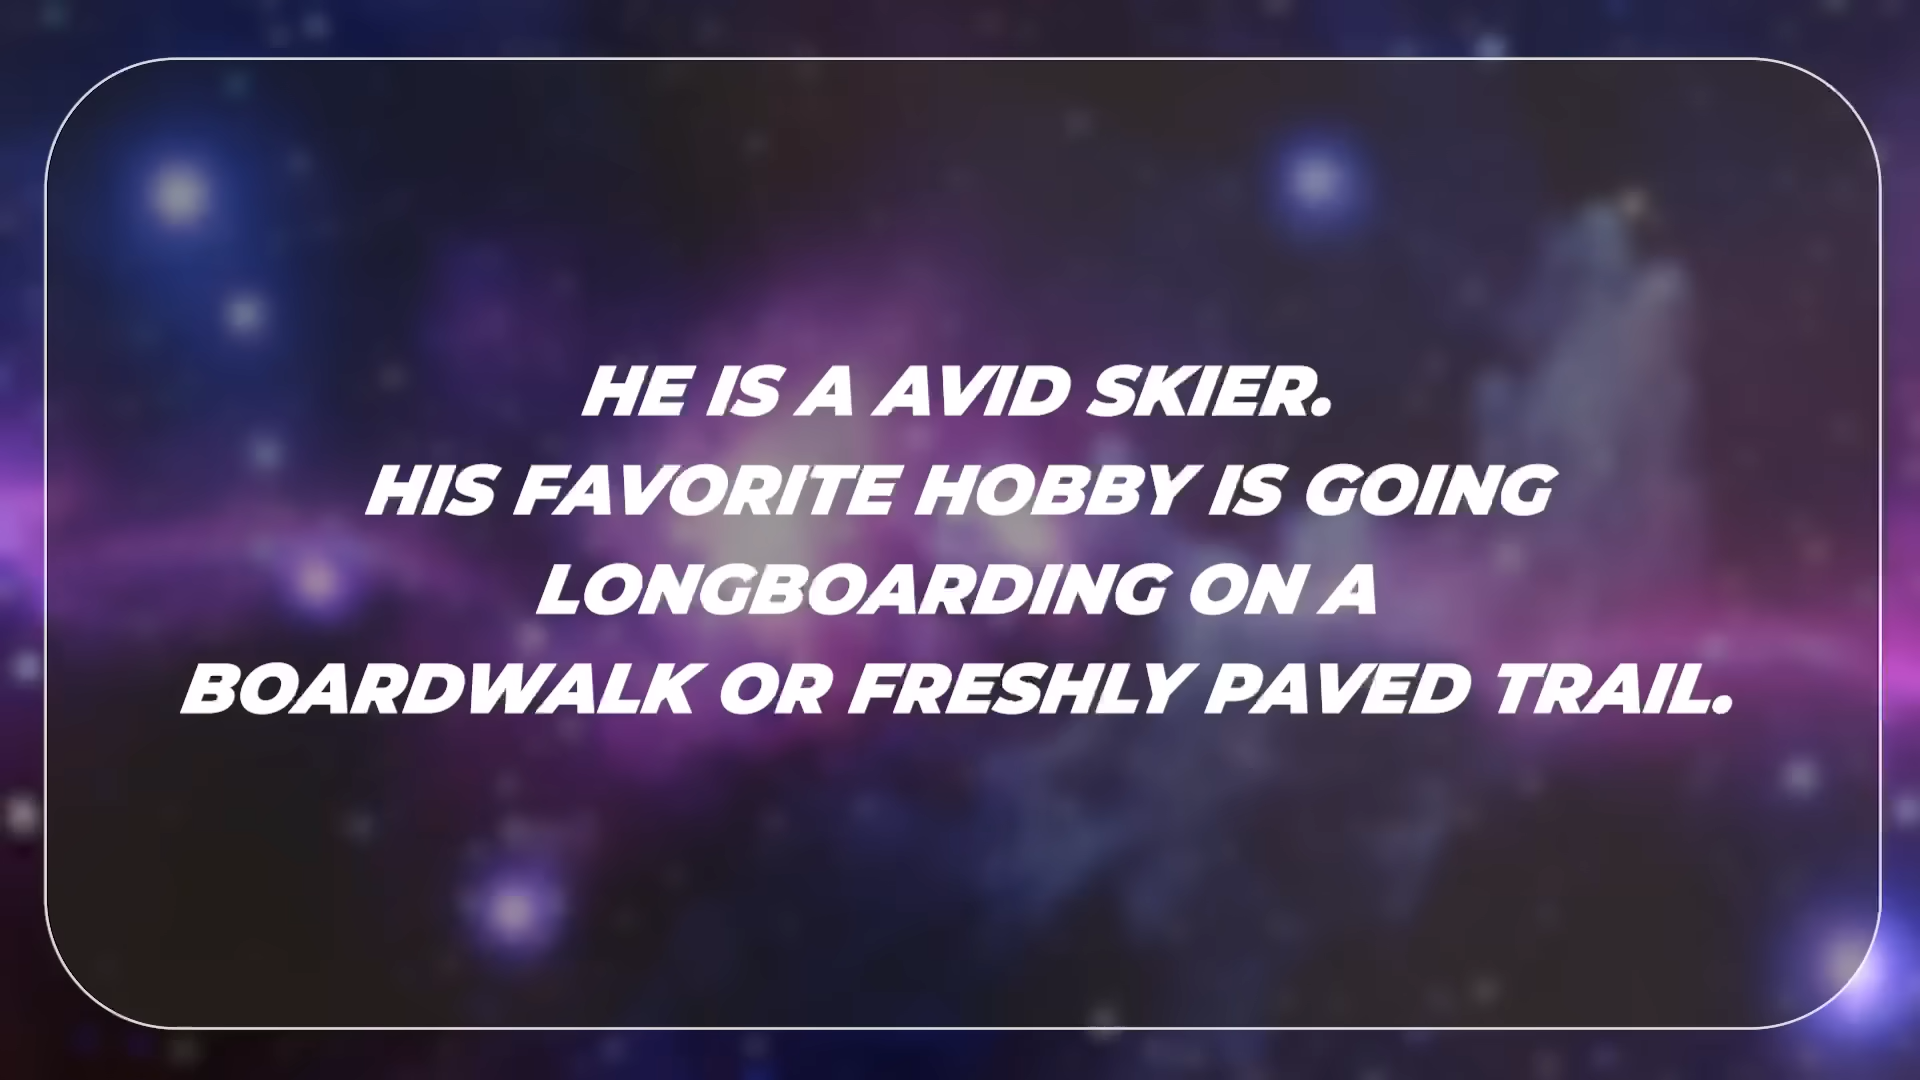 HE IS A AVID SKIER.
HIS FAVORITE HOBBY IS GOING
LONGBOARDING ON A
BOARDWALK OR FRESHLY PAVED TRAIL.